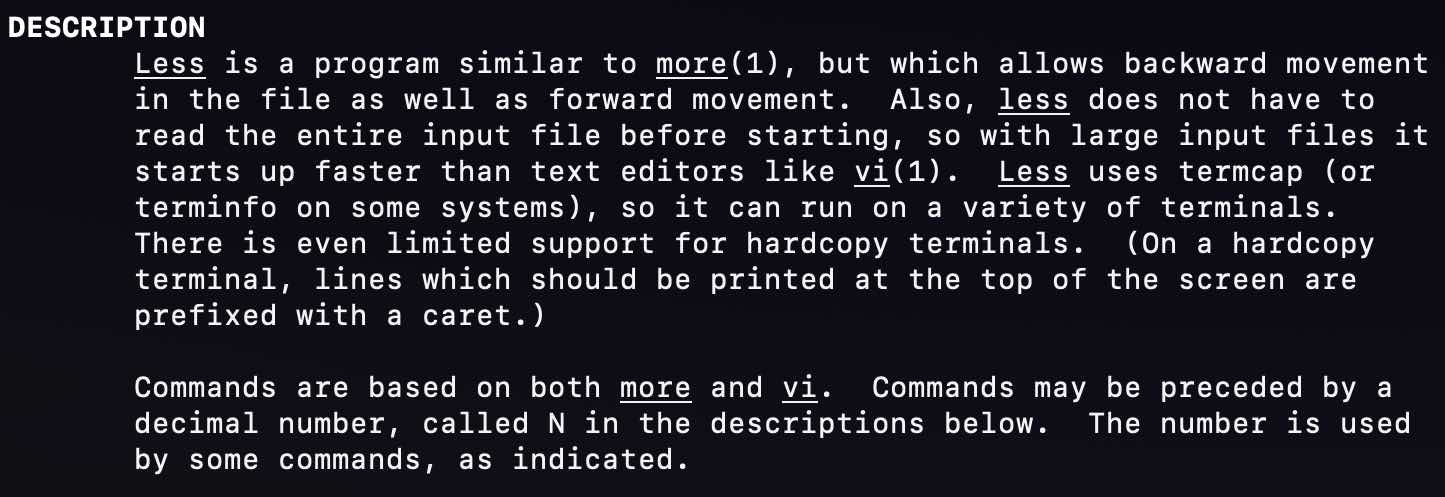 DESCRIPTION
Less is a program similar to more(1), but which allows backward movement
in the file as well as forward movement.  Also, less does not have to
read the entire input file before starting, so with large input files it
starts up faster than text editors like vi(1).  Less uses termcap (or
terminfo on some systems), so it can run on a variety of terminals.
There is even limited support for hardcopy terminals.  (On a hardcopy
terminal, lines which should be printed at the top of the screen are
prefixed with a caret.)
Commands are based on both more and vi.  Commands may be preceded by a
decimal number, called N in the descriptions below.  The number is used
by some commands, as indicated.